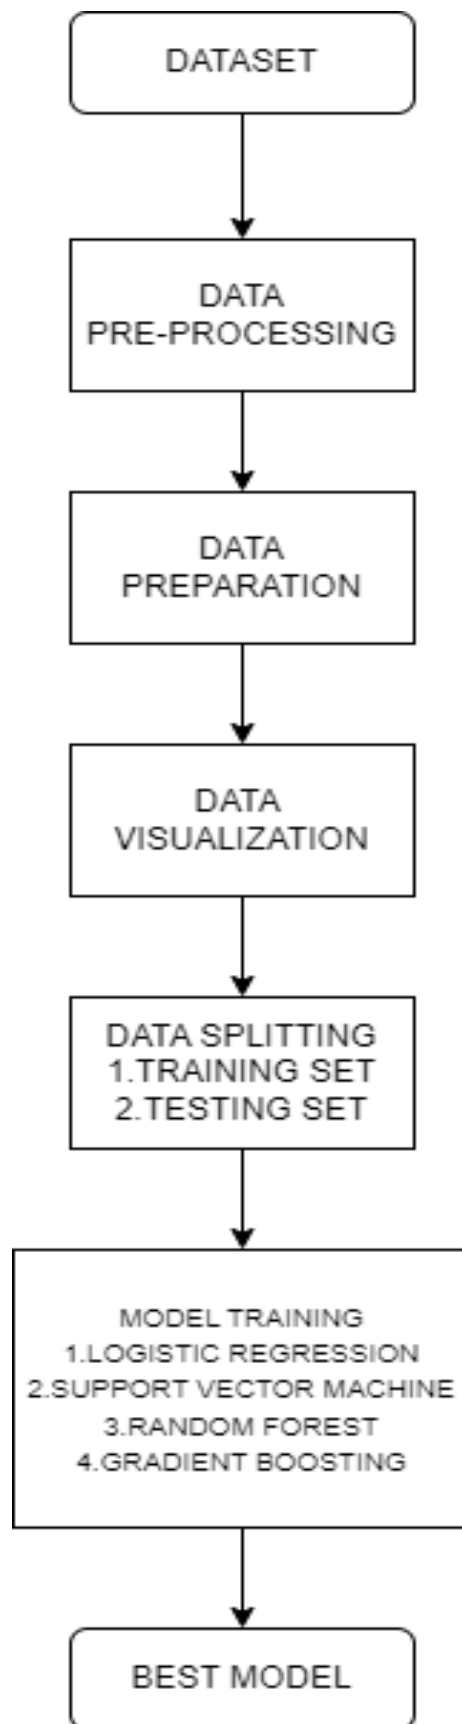 DATASET
DATA
PRE-PROCESSING
DATA
PREPARATION
DATA
VISUALIZATION
DATA SPLITTING
1.TRAINING SET
2.TESTING SET
MODEL TRAINING
1.LOGISTIC REGRESSION
2.SUPPORT VECTOR MACHINE
3.RANDOM FOREST
4.GRADIENT BOOSTING
BEST MODEL